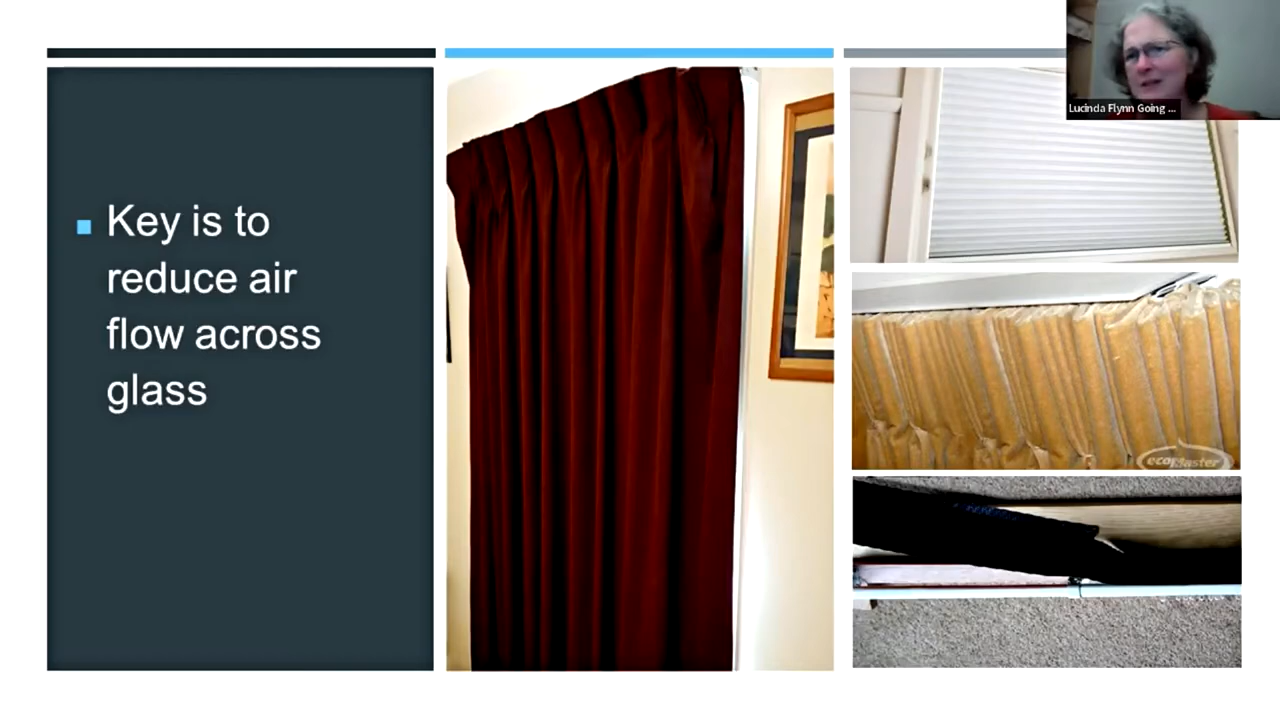 Lucinda Flynn Going ...
Key is to
reduce air
flow across
glass
ecoMaster